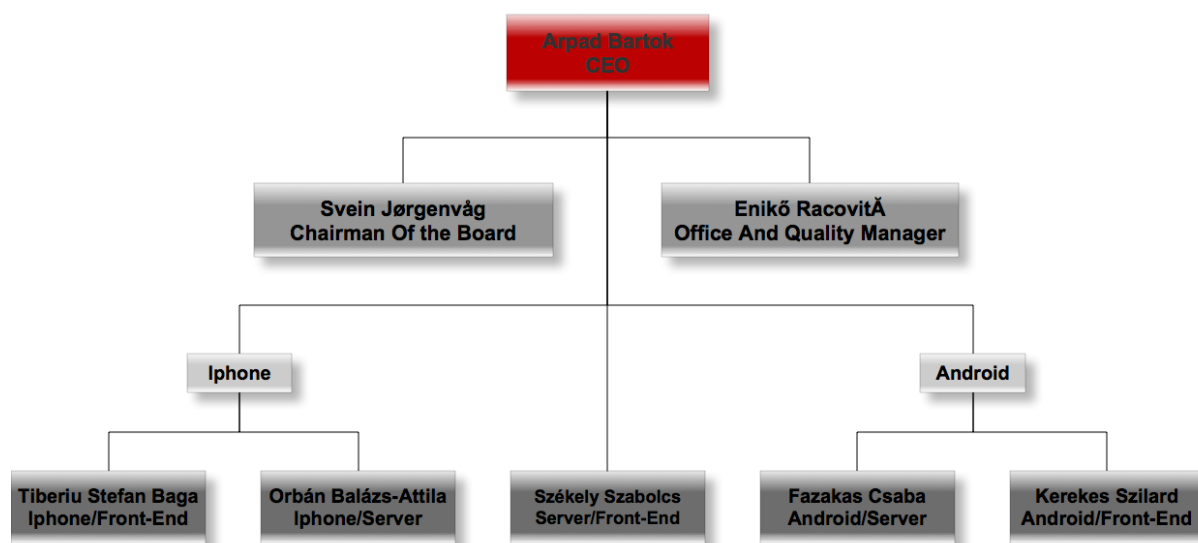 Arpad Bartok
CEO
Svein Jørgenvåg
Chairman Of the Board
Enikő RacovitĂ
Office And Quality Manager
Iphone
Android
Tiberiu Stefan Baga
Iphone/Front-End
Orbán Balázs-Attila
Iphone/Server
Székely Szabolcs
Server/Front-End
Fazakas Csaba
Android/Server
Kerekes Szilard
Android/Front-End